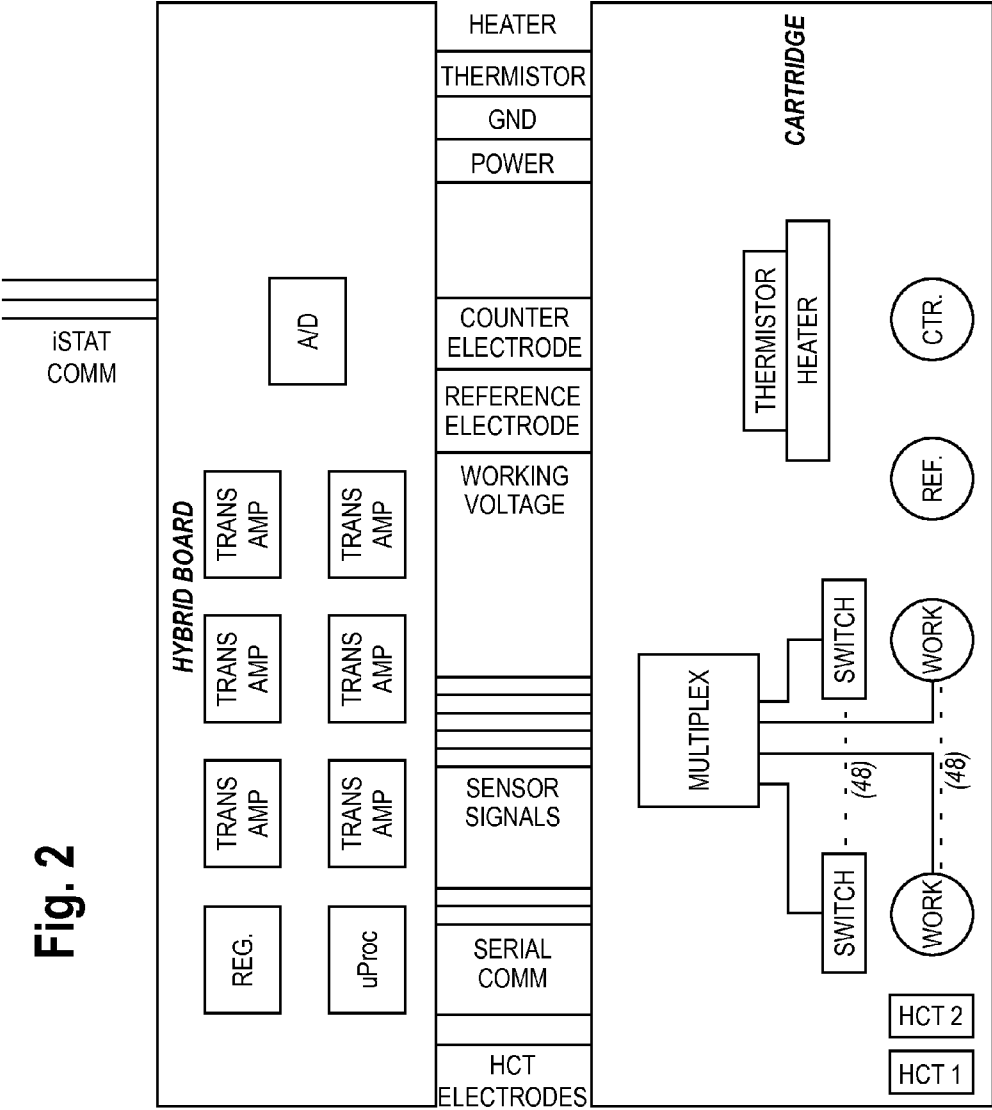 Fig. 2
iSTAT
COMM
HYBRID BOARD
REG.
TRANS
AMP
TRANS
AMP
TRANS
AMP
uProc
TRANS
AMP
TRANS
AMP
TRANS
AMP
A/D
HEATER
THERMISTOR
GND
POWER
COUNTER
ELECTRODE
REFERENCE
ELECTRODE
WORKING
VOLTAGE
SENSOR
SIGNALS
SERIAL
COMM
HCT
ELECTRODES
CARTRIDGE
THERMISTOR
HEATER
MULTIPLEX
SWITCH
(48)
SWITCH
WORK
(48)
WORK
REF.
CTR.
HCT 2
HCT 1